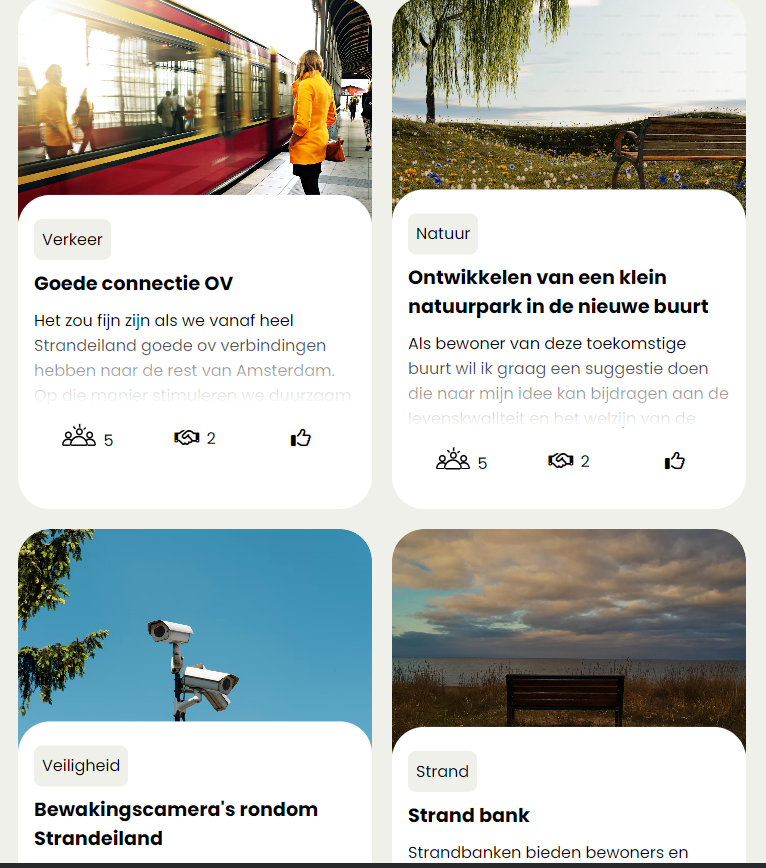 Verkeer
Goede connectie OV
Het zou fijn zijn als we vanaf heel
Strandeiland goede ov verbindingen
hebben naar de rest van Amsterdam.
Op die manier stimuleren we duurzaam
5
2
Natuur
Ontwikkelen van een klein
natuurpark in de nieuwe buurt
Als bewoner van deze toekomstige
buurt wil ik graag een suggestie doen
die naar mijn idee kan bijdragen aan de
levenskwaliteit en het welzijn van de
5
2
Veiligheid
Bewakingscamera's rondom
Strandeiland
Strand
Strand bank
Strandbanken bieden bewoners en